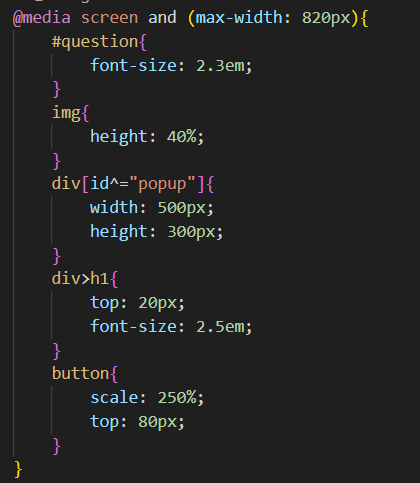 @media screen and (max-width: 820px){
    #question{
        font-size: 2.3em;
    }
    img{
        height: 40%;
    }
    div[id^="popup"]{
        width: 500px;
        height: 300px;
    }
    div>h1{
        top: 20px;
        font-size: 2.5em;
    }
    button{
        scale: 250%;
        top: 80px;
    }
}